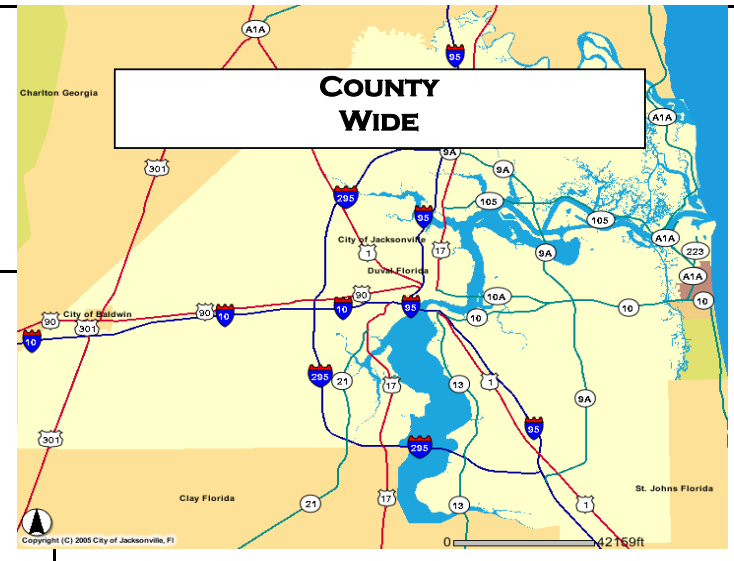 A1A
95
Charlton Georgia
COUNTY
WIDE
A1A
9A
301
9A
295
105
95
105
City of Jacksonville
A1A
1
17
9A
223
Duval Florida
A1A
90
10A
10
90
City of Baldwin
10
10
95
10
10
90
301
10
295
21
17
13
1
9A
95
301
295
St. Johns Florida
Clay Florida
17
21
13
1
Copyright (C) 2005 City of Jacksonville, Fl
0
42159ft